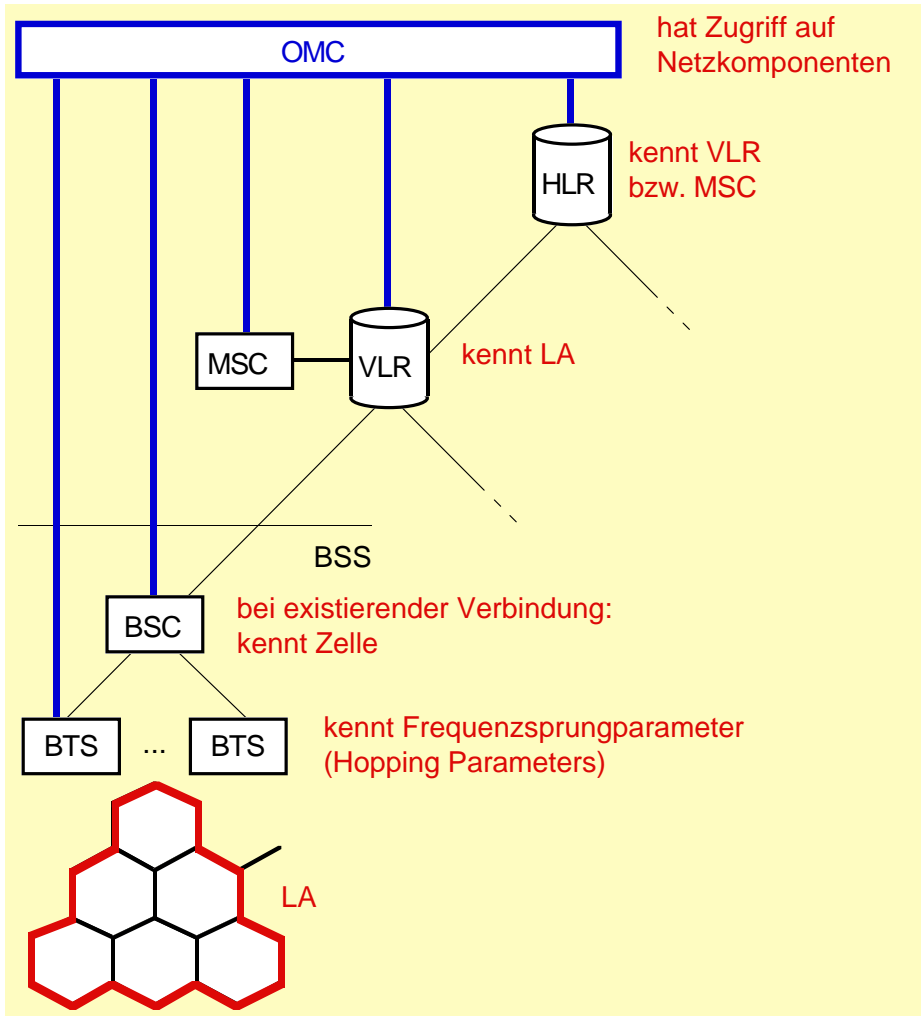 OMC
hat Zugriff auf
Netzkomponenten
HLR
kennt VLR
bzw. MSC
MSC
VLR
kennt LA
BSS
BSC
bei existierender Verbindung:
kennt Zelle
BTS
...
BTS
kennt Frequenzsprungparameter
(Hopping Parameters)
LA